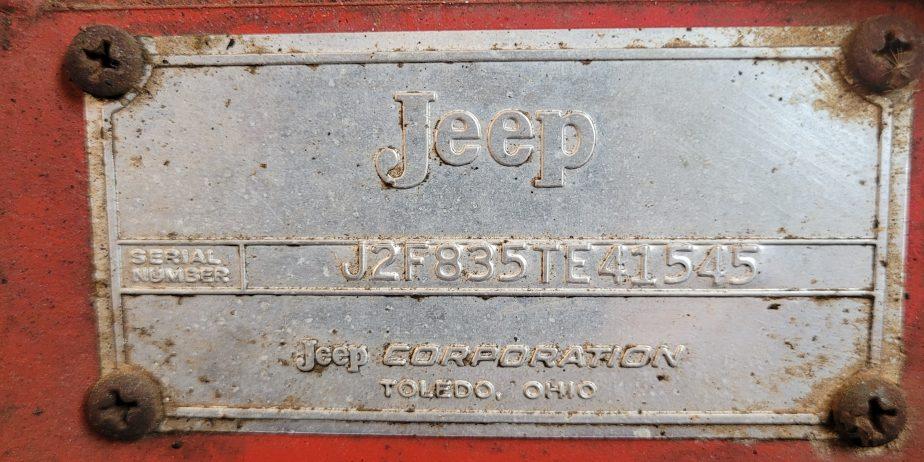 Jeep
SERIAL NUMBER
J2F835TE41545
Jeep CORPORATION
TOLEDO, OHIO